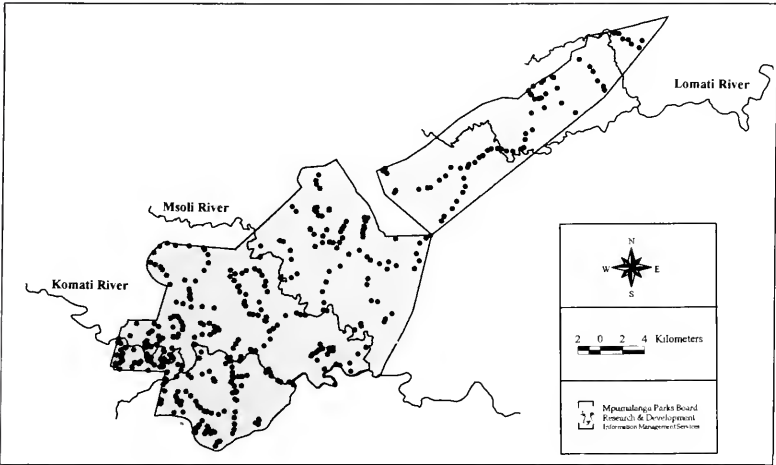 Lomati River
Msoli River
Komati River
N
W E
S
2 0 2 4 Kilometers
Mpumalanga Parks Board
Research & Development
Information Management Services